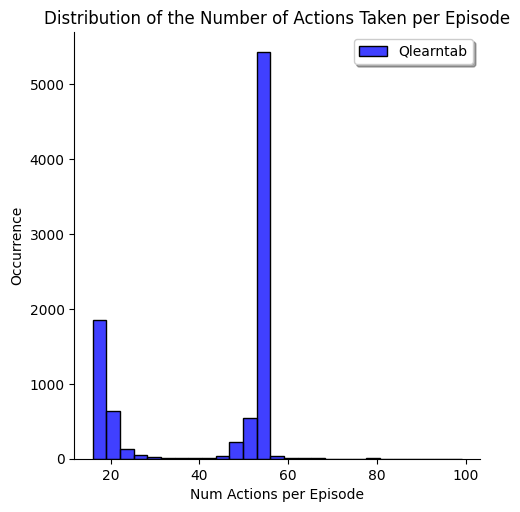 Distribution of the Number of Actions Taken per Episode
Qlearntab
5000
4000
3000
2000
1000
0
Occurrence
20
40
60
80
100
Num Actions per Episode